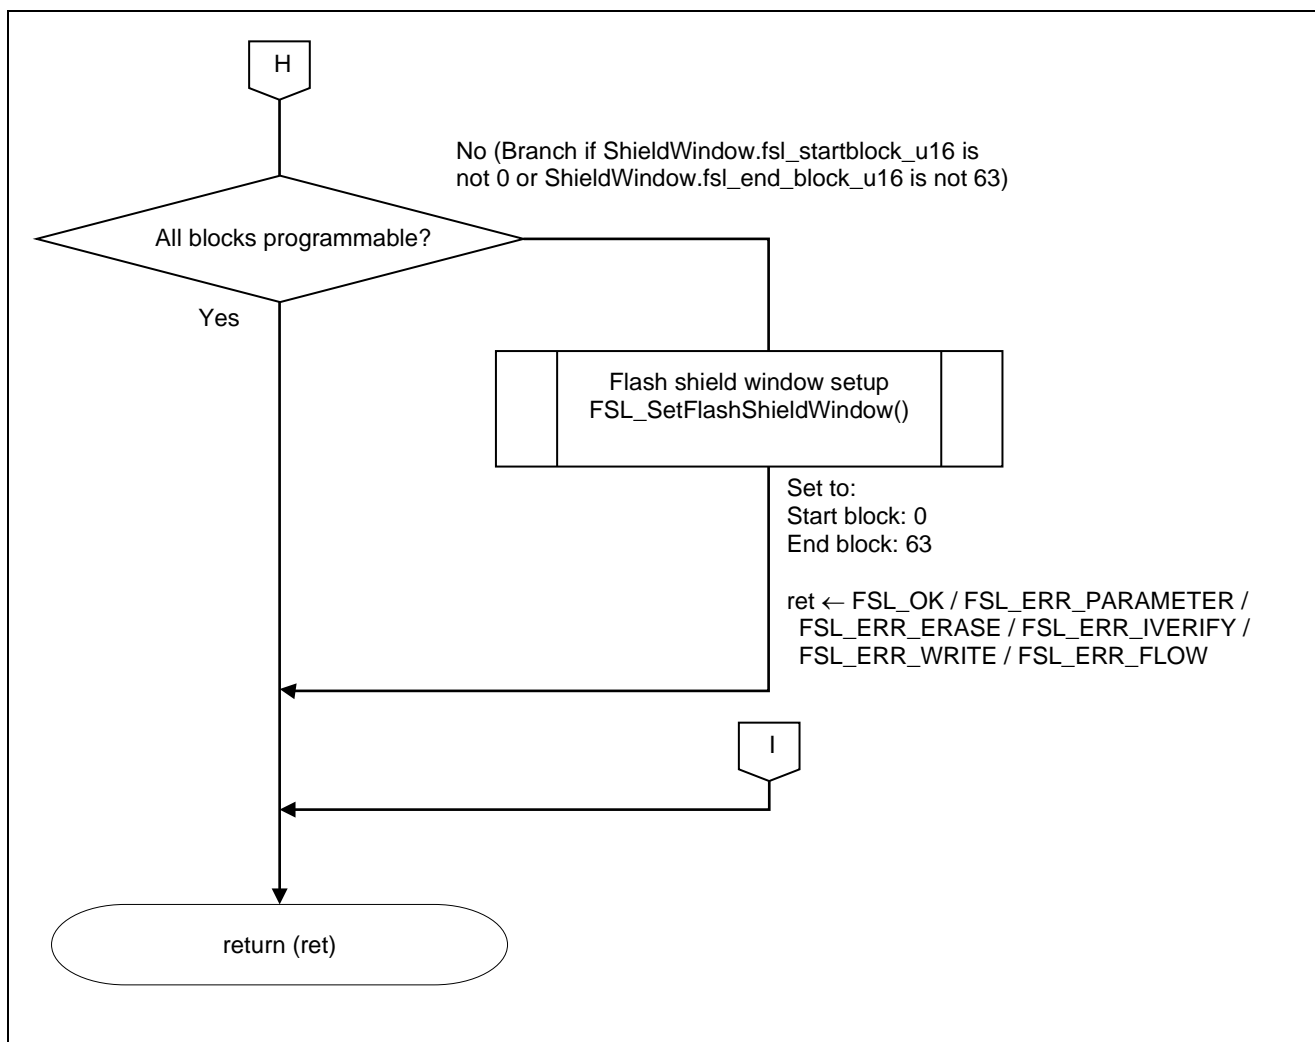 H
No (Branch if ShieldWindow.fsl_startblock_u16 is
not 0 or ShieldWindow.fsl_end_block_u16 is not 63)
All blocks programmable?
Yes
Flash shield window setup
FSL_SetFlashShieldWindow()
Set to:
Start block: 0
End block: 63
ret ← FSL_OK / FSL_ERR_PARAMETER /
FSL_ERR_ERASE / FSL_ERR_IVERIFY /
FSL_ERR_WRITE / FSL_ERR_FLOW
I
return (ret)